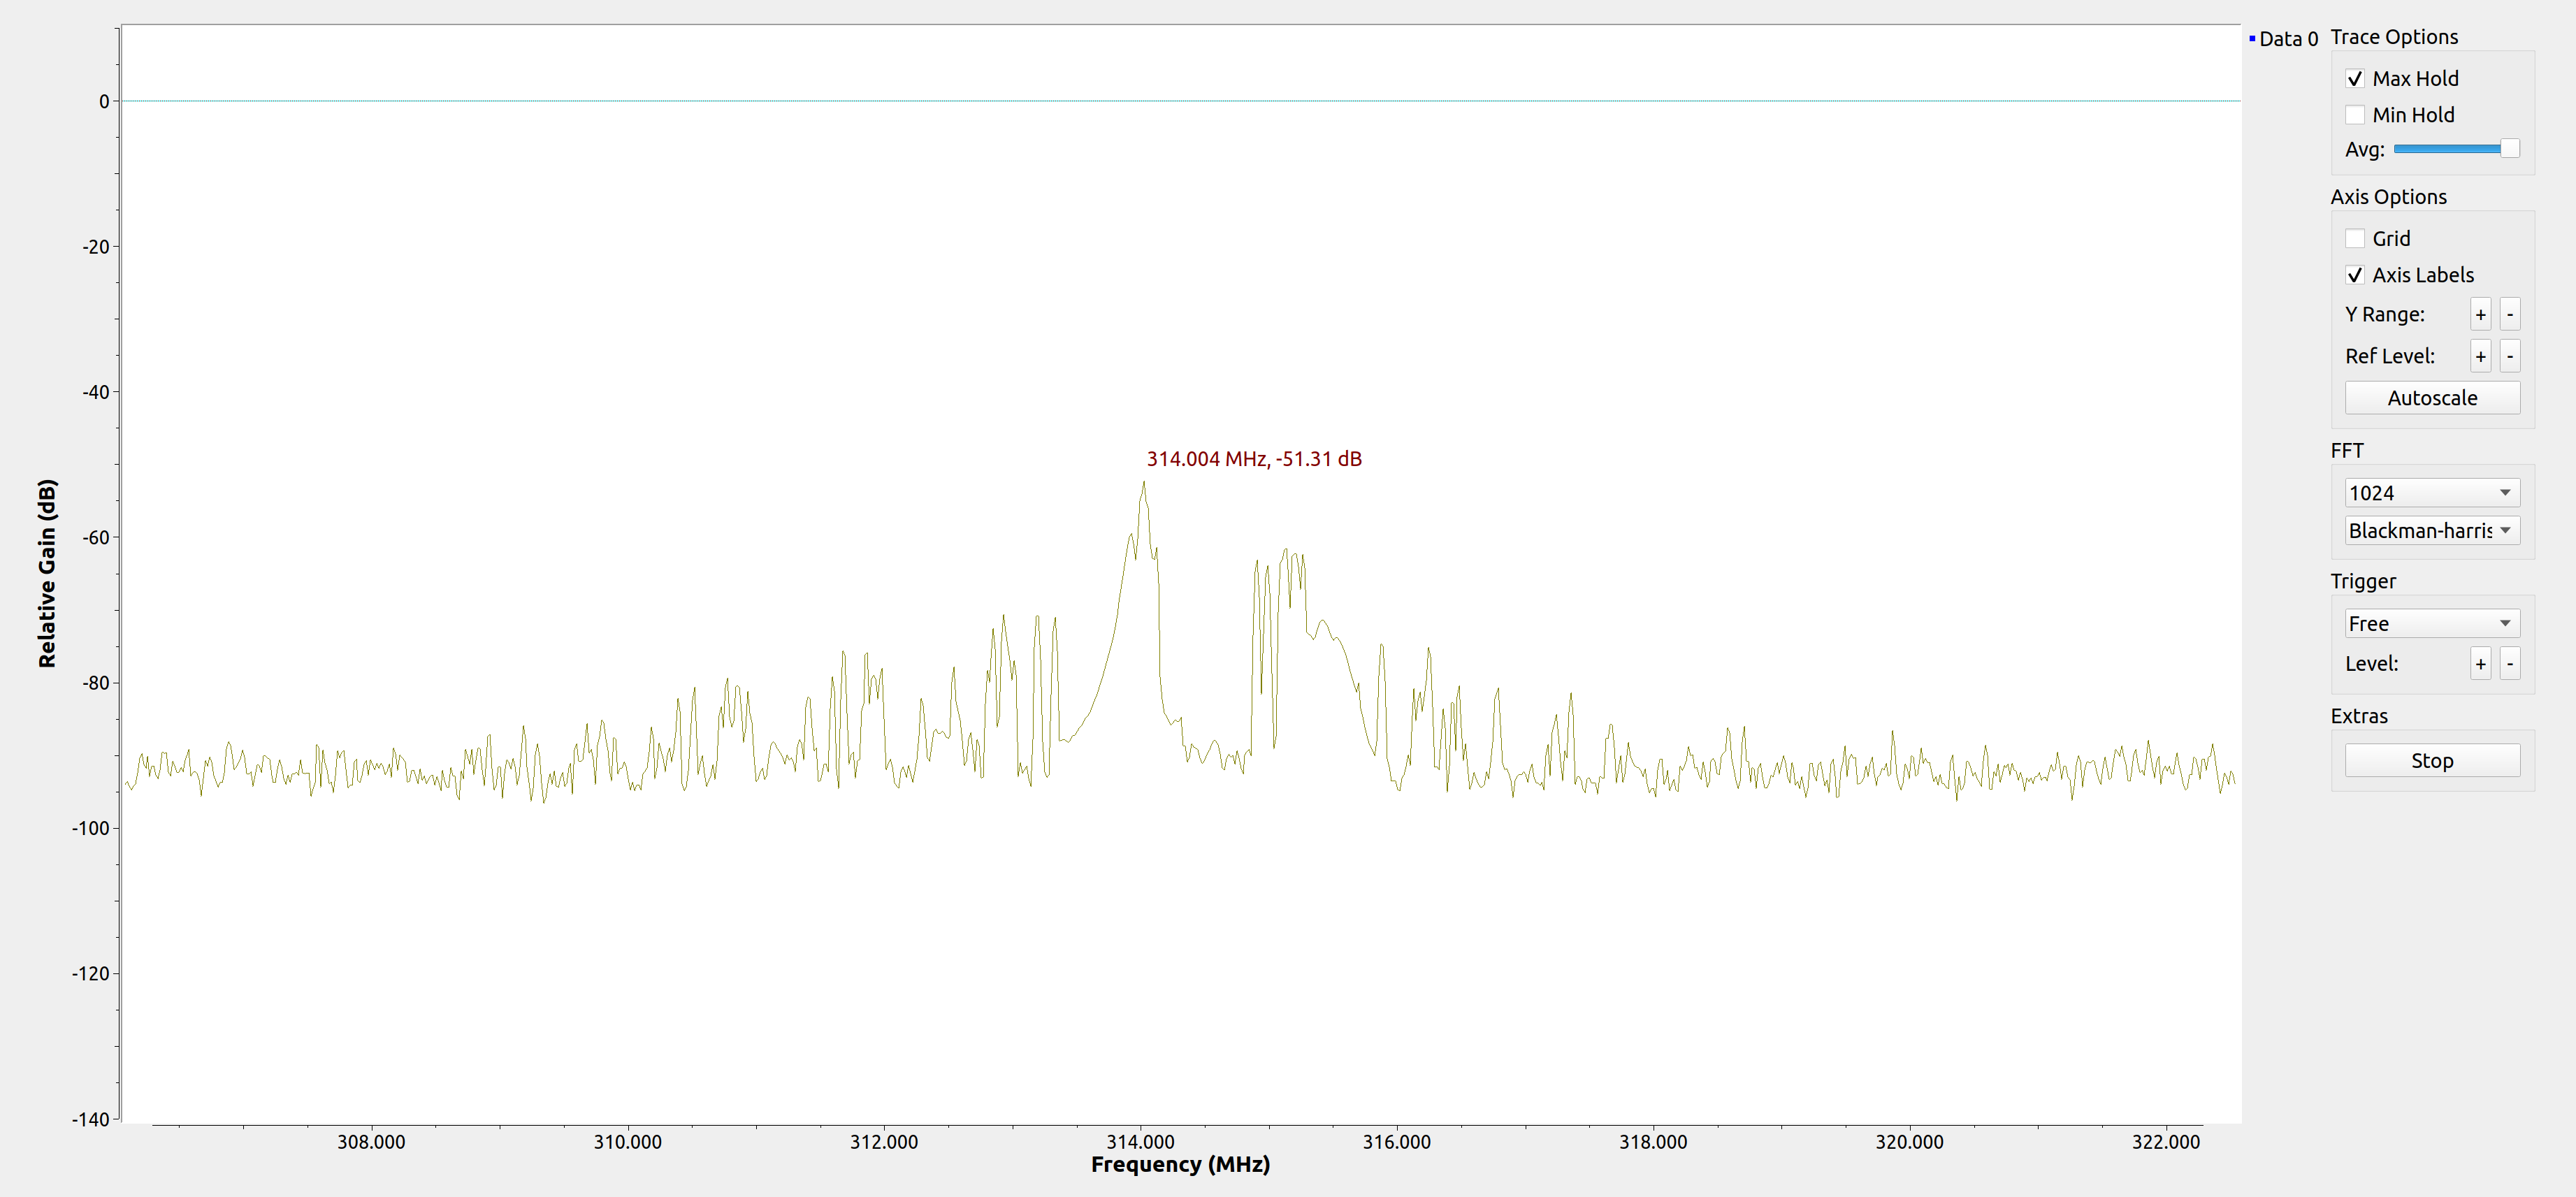 Data 0
Trace Options
Max Hold
Min Hold
Avg:
Axis Options
Grid
Axis Labels
Y Range: + -
Ref Level: + -
Autoscale
FFT
1024
Blackman-harris
Trigger
Free
Level: + -
Extras
Stop
Relative Gain (dB)
0
-20
-40
-60
-80
-100
-120
-140
314.004 MHz, -51.31 dB
308.000 310.000 312.000 314.000 316.000 318.000 320.000 322.000
Frequency (MHz)